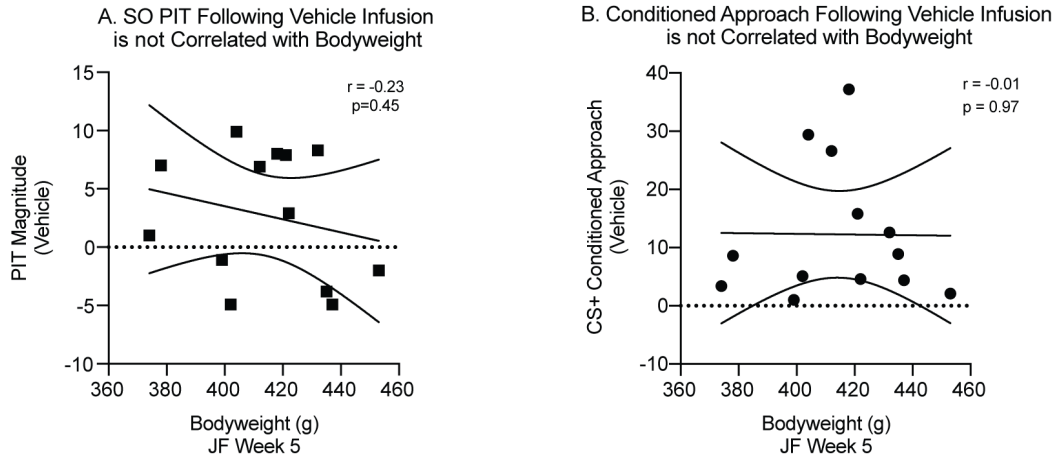 A. SO PIT Following Vehicle Infusion
is not Correlated with Bodyweight
r = -0.23
p=0.45
15
10
5
0
-5
-10
PIT Magnitude
(Vehicle)
360 380 400 420 440 460
Bodyweight (g)
JF Week 5
B. Conditioned Approach Following Vehicle Infusion
is not Correlated with Bodyweight
r = -0.01
p = 0.97
40
30
20
10
0
-10
CS+ Conditioned Approach
(Vehicle)
360 380 400 420 440 460
Bodyweight (g)
JF Week 5